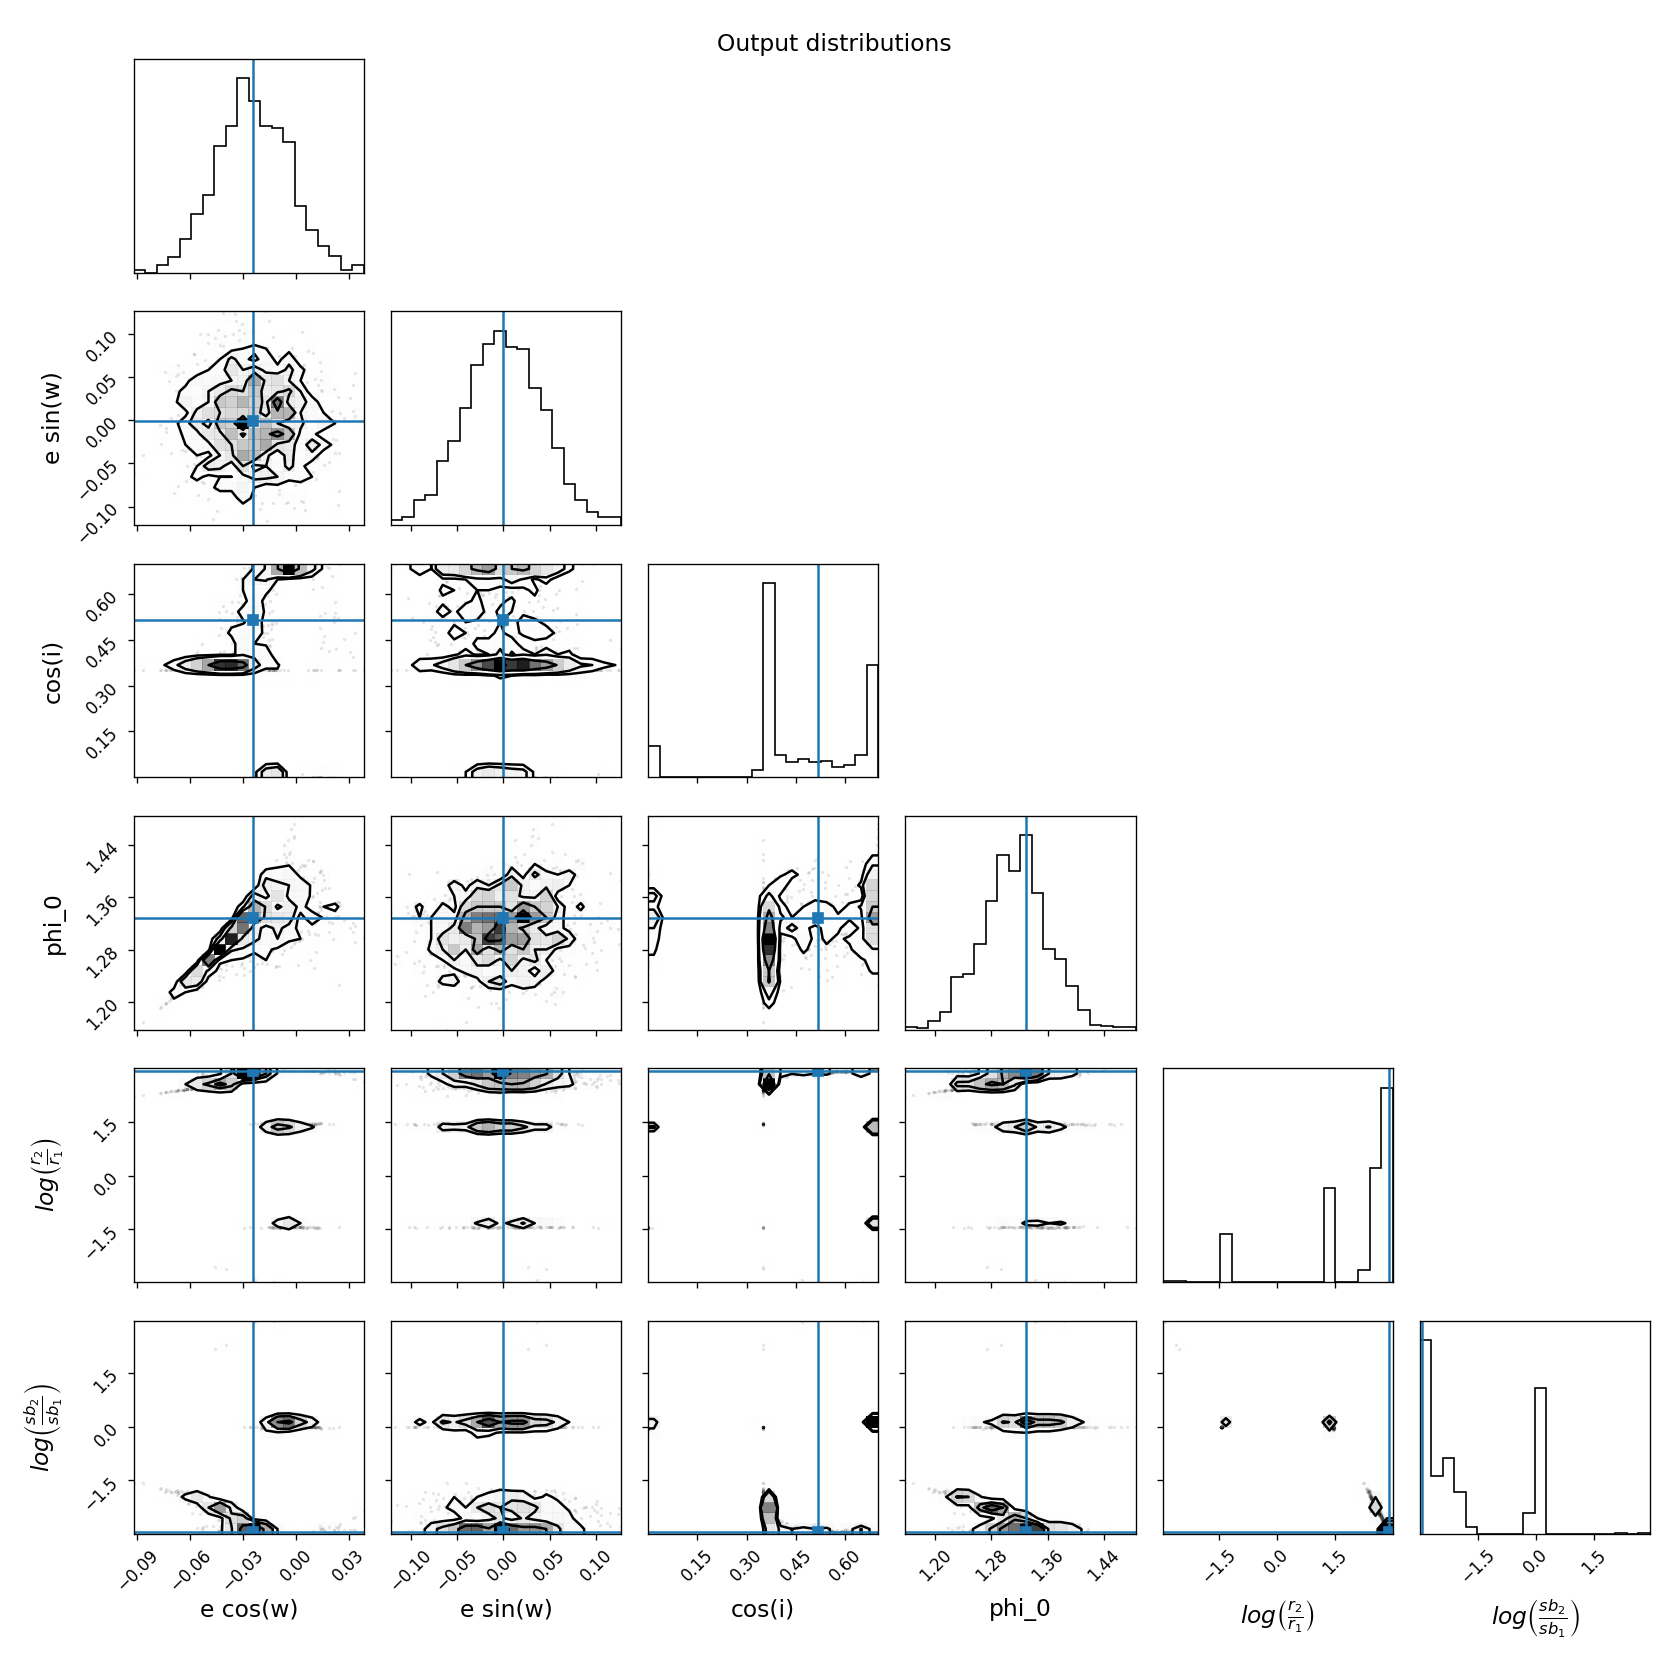 Output distributions
e sin(w)
0.10
0.05
0.00
−0.05
−0.10
cos(i)
0.60
0.45
0.30
0.15
phi_0
1.44
1.36
1.28
1.20
log(r₂/r₁)
1.5
0.0
−1.5
log(sb₂/sb₁)
1.5
0.0
−1.5
−0.09 −0.06 −0.03 0.00 0.03
−0.10 −0.05 0.00 0.05 0.10
0.15 0.30 0.45 0.60
1.20 1.28 1.36 1.44
−1.5 0.0 1.5
−1.5 0.0 1.5
e cos(w) e sin(w) cos(i) phi_0 log(r₂/r₁) log(sb₂/sb₁)